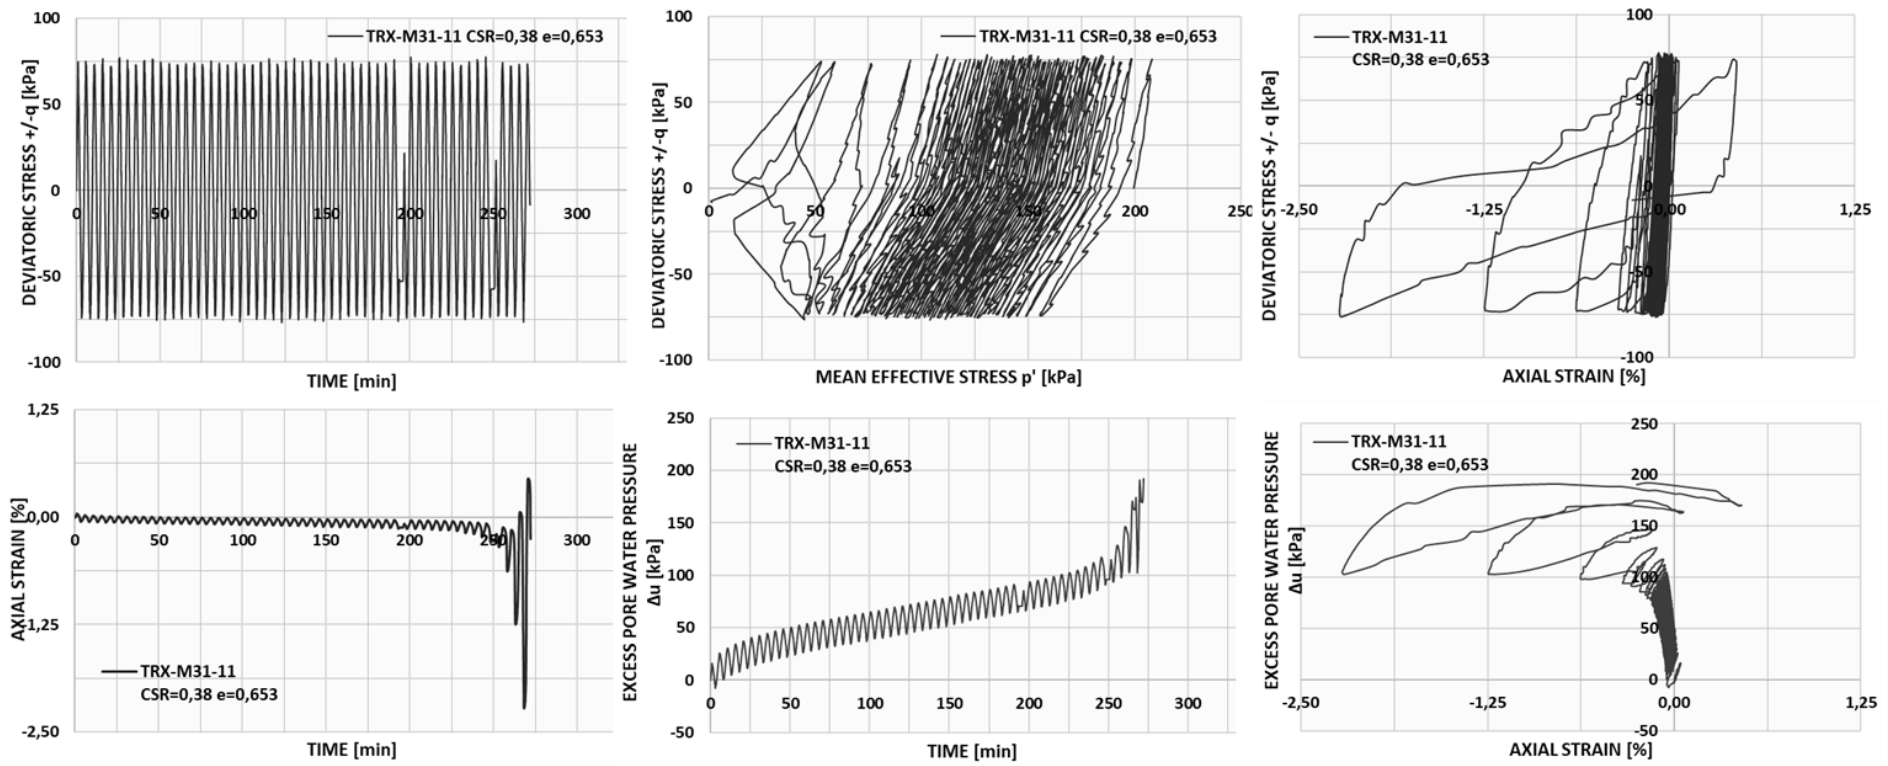 100
50
0
-50
-100
DEVIATORIC STRESS +/-q [kPa]
TRX-M31-11 CSR=0,38 e=0,653
0 50 100 150 200 250 300
TIME [min]
100
50
0
-50
-100
DEVIATORIC STRESS +/-q [kPa]
TRX-M31-11 CSR=0,38 e=0,653
0 50 100 150 200 250
MEAN EFFECTIVE STRESS p' [kPa]
100
50
0
-50
-100
DEVIATORIC STRESS +/- q [kPa]
TRX-M31-11
CSR=0,38 e=0,653
-2,50 -1,25 0,00 1,25
AXIAL STRAIN [%]
1,25
0,00
-1,25
-2,50
AXIAL STRAIN [%]
0 50 100 150 200 250 300
TRX-M31-11
CSR=0,38 e=0,653
TIME [min]
250
200
150
100
50
0
-50
EXCESS PORE WATER PRESSURE
Δu [kPa]
TRX-M31-11
CSR=0,38 e=0,653
0 50 100 150 200 250 300
TIME [min]
250
200
150
100
50
0
-50
EXCESS PORE WATER PRESSURE
Δu [kPa]
TRX-M31-11
CSR=0,38 e=0,653
-2,50 -1,25 0,00 1,25
AXIAL STRAIN [%]